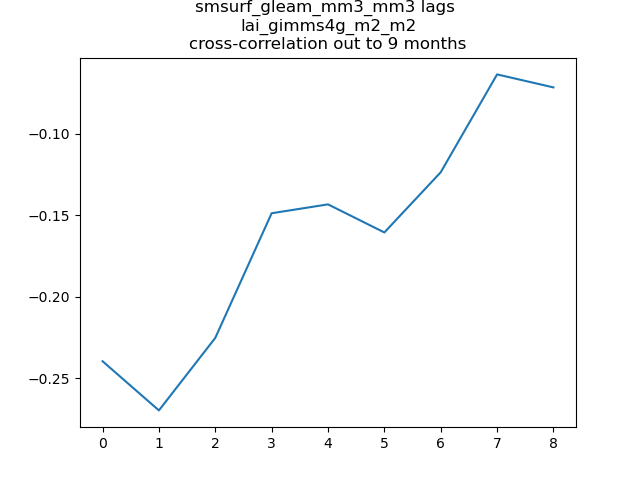 smsurf_gleam_mm3_mm3 lags
lai_gimms4g_m2_m2
cross-correlation out to 9 months
−0.10
−0.15
−0.20
−0.25
0 1 2 3 4 5 6 7 8